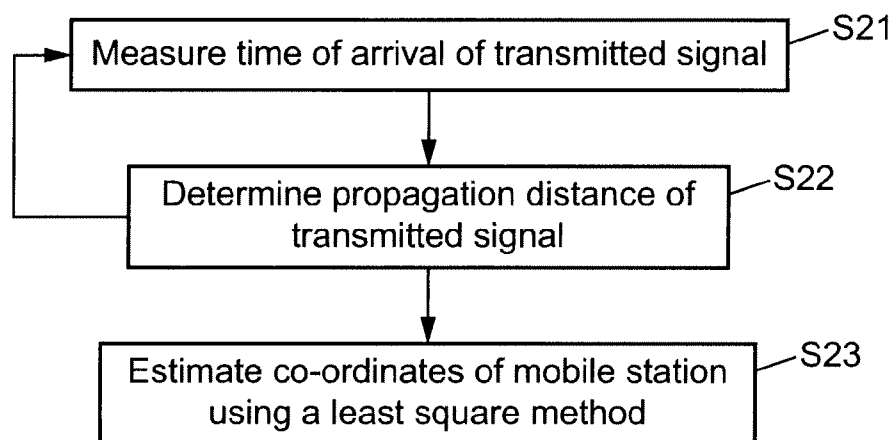 Measure time of arrival of transmitted signal
S21
Determine propagation distance of
transmitted signal
S22
Estimate co-ordinates of mobile station
using a least square method
S23